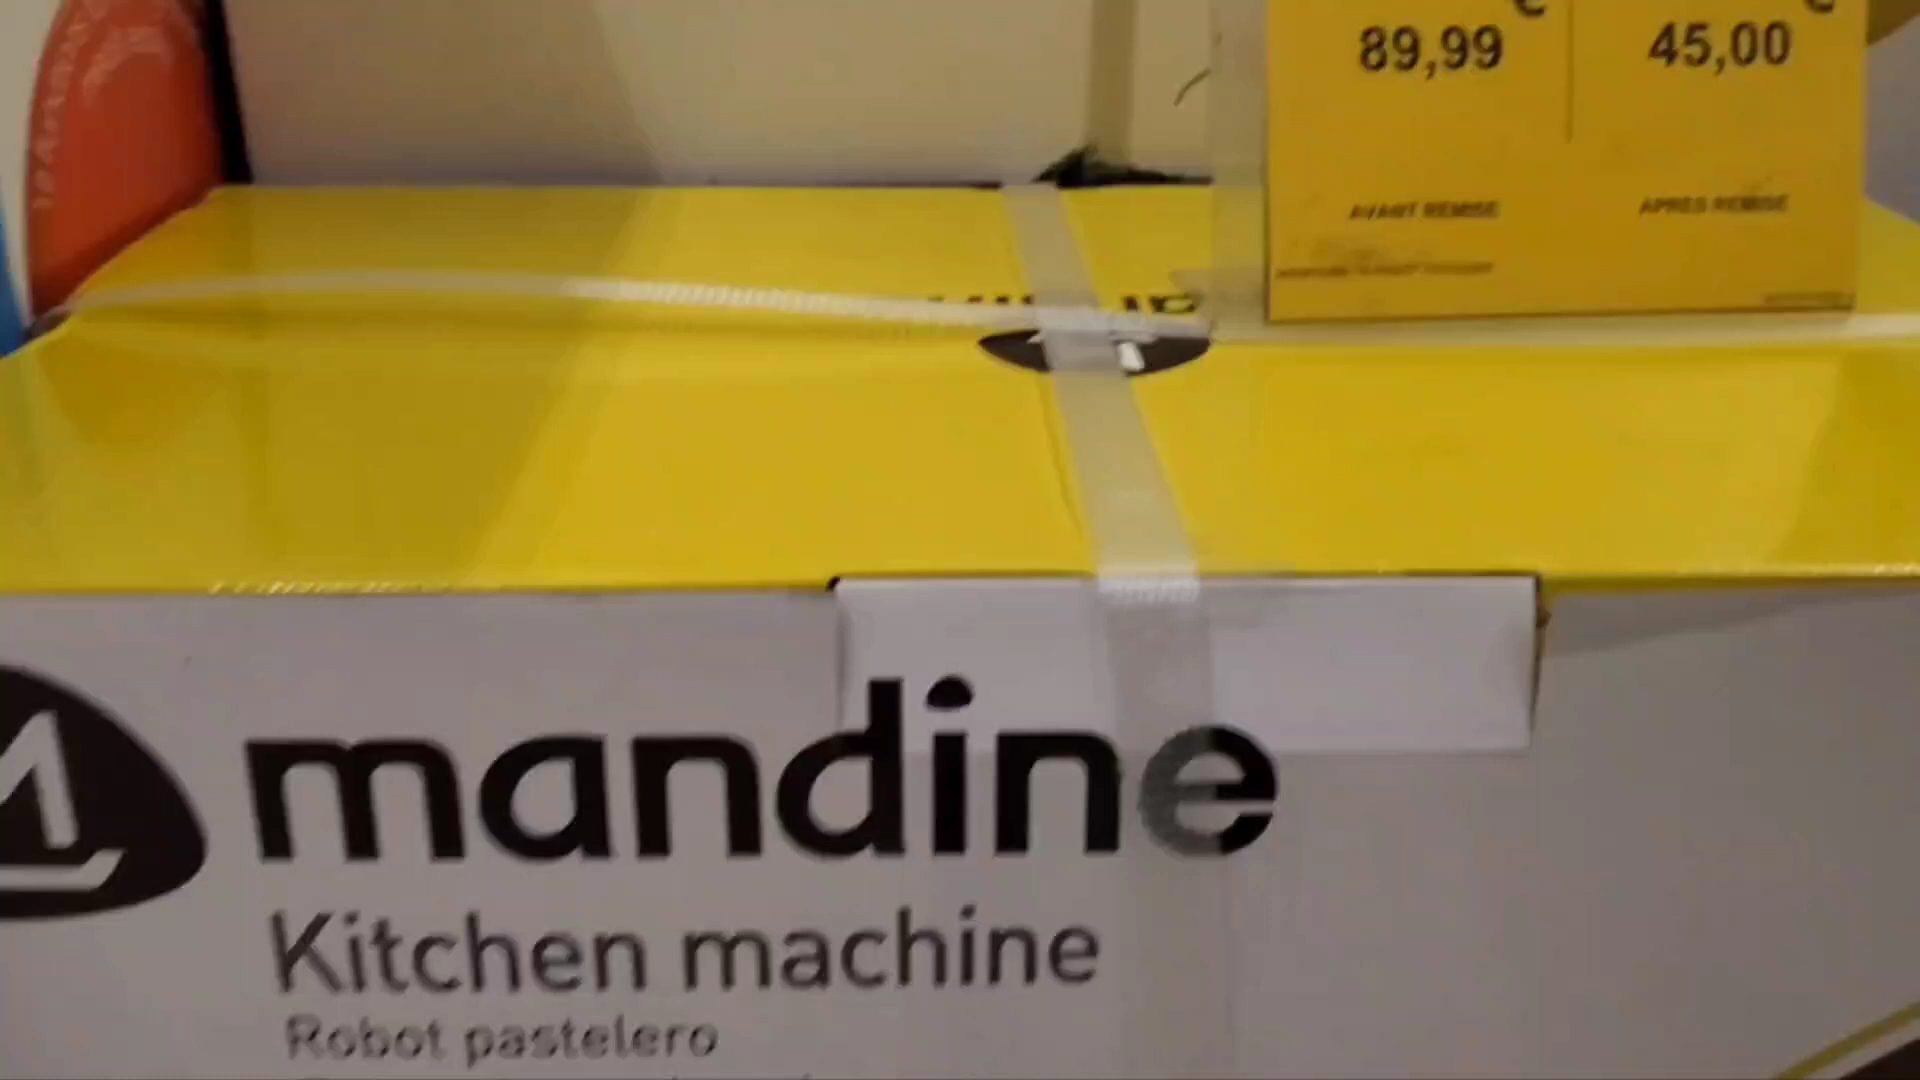 € €
89,99 45,00
AVANT REMISE APRES REMISE
mandine
Kitchen machine
Robot pastelero